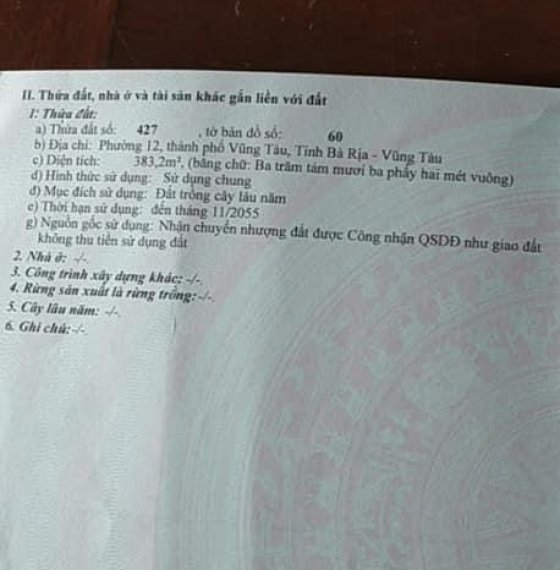 II. Thửa đất, nhà ở và tài sản khác gắn liền với đất
1: Thửa đất:
a) Thửa đất số: 427 , tờ bản đồ số: 60
b) Địa chỉ: Phường 12, thành phố Vũng Tàu, Tỉnh Bà Rịa - Vũng Tàu
c) Diện tích: 383,2m², (bằng chữ: Ba trăm tám mươi ba phẩy hai mét vuông)
d) Hình thức sử dụng: Sử dụng chung
đ) Mục đích sử dụng: Đất trồng cây lâu năm
e) Thời hạn sử dụng: đến tháng 11/2055
g) Nguồn gốc sử dụng: Nhận chuyển nhượng đất được Công nhận QSDĐ như giao đất
không thu tiền sử dụng đất
2. Nhà ở: -/-.
3. Công trình xây dựng khác: -/-.
4. Rừng sản xuất là rừng trồng: -/-.
5. Cây lâu năm: -/-.
6. Ghi chú: -/-.